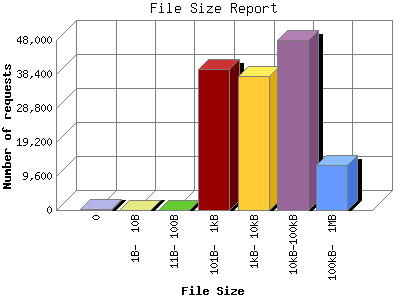 File Size Report
Number of requests
48,000
38,400
28,800
19,200
9,600
0
0
1B- 10B
11B- 100B
101B- 1kB
1kB- 10kB
10kB-100kB
100kB- 1MB
File Size